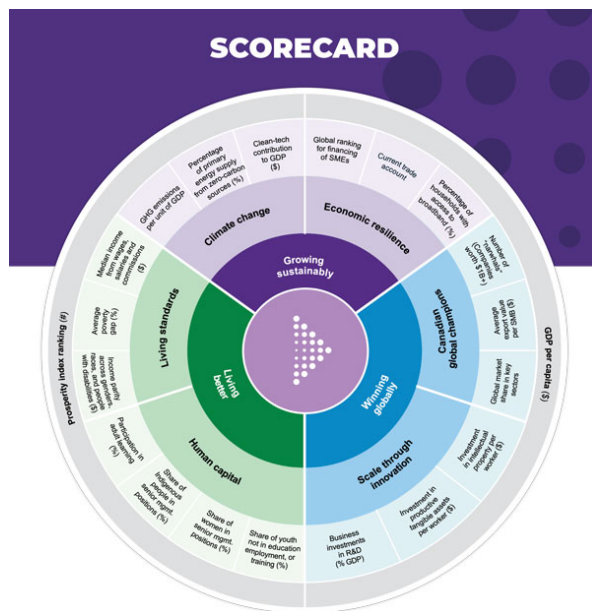 SCORECARD
GHG emissions
per unit of GDP
Percentage
of primary
energy supply
from zero-carbon
sources (%)
Clean-tech
contribution
to GDP
($)
Global ranking
for financing
of SMEs
Current trade
account
Percentage of
households with
access to
broadband (%)
Climate change
Economic resilience
Growing
sustainably
Number of
"narwhals"
(Companies
worth $1B+)
Average
export value
per SMB
($)
Global market
share in key
sectors
Canadian
global champions
Winning
globally
Investment
in intellectual
property per
worker ($)
Investment in
productive
tangible assets
per worker ($)
Business
investments
in R&D
(% GDP)
Scale through
innovation
GDP per capita ($)
Share of youth
not in education
employment, or
training (%)
Share of
women in
senior mgmt.
positions (%)
Share of
Indigenous
people in
senior mgmt.
positions (%)
Participation in
adult learning
(%)
Human capital
Living
better
Income parity
across genders,
races, and people
with disabilities ($)
Average
poverty
gap (%)
Median income
from wages,
salaries and
commissions
($)
Living standards
Prosperity index ranking (#)